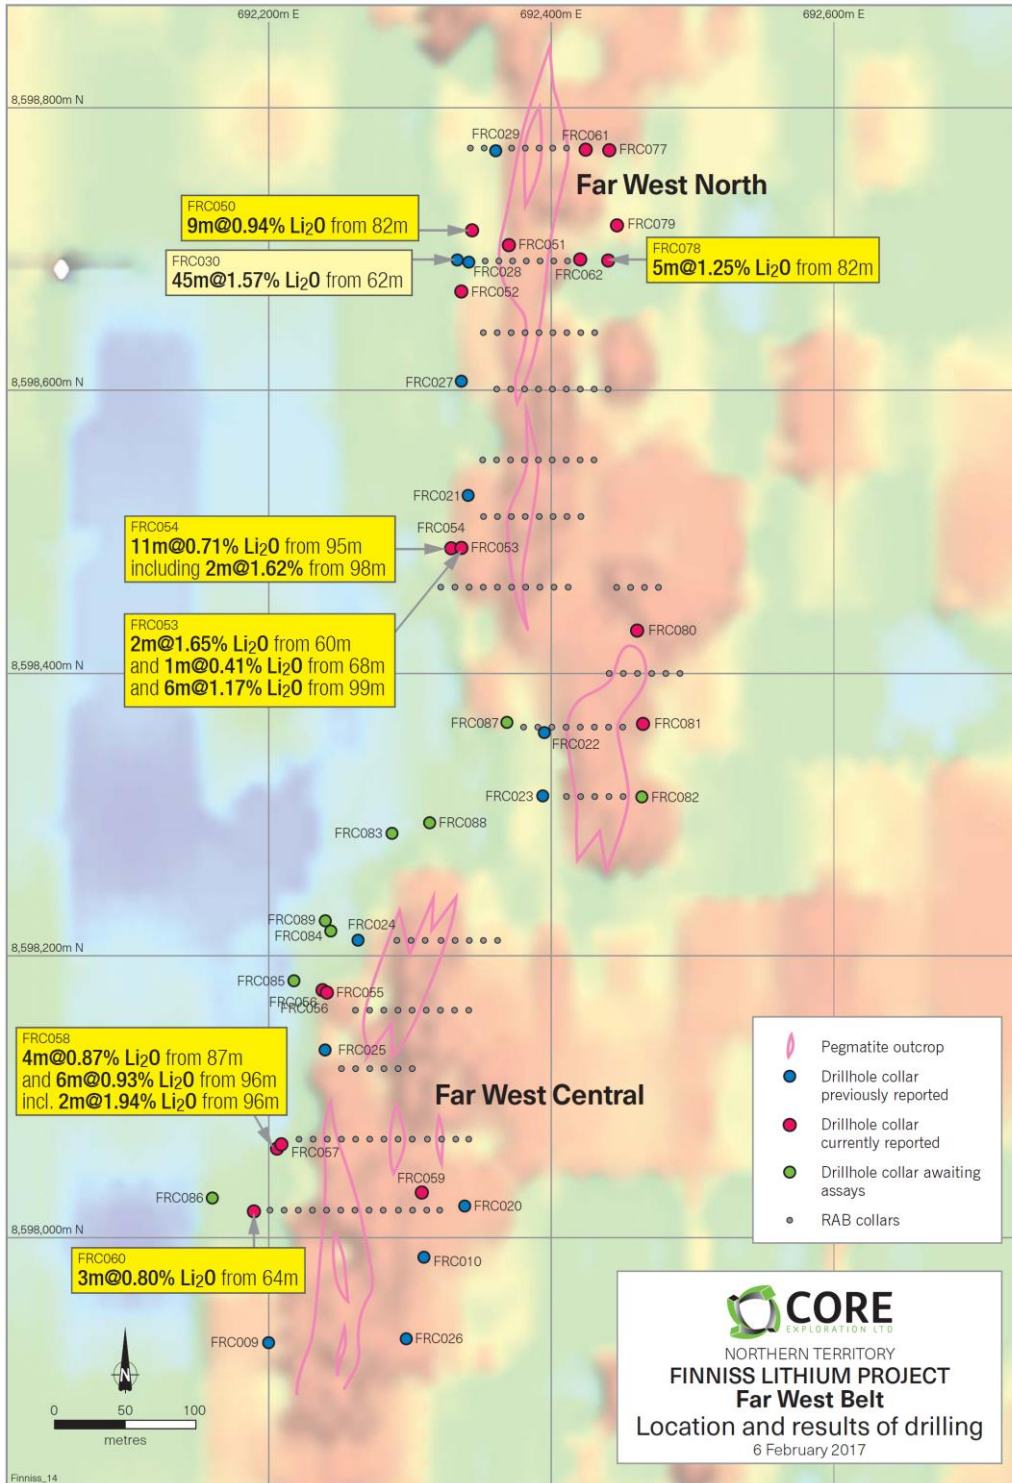 692,200m E
692,400m E
692,600m E
8,598,800m N
FRC029
FRC061
FRC077
Far West North
FRC050
9m@0.94% Li2O from 82m
FRC079
FRC051
FRC030
45m@1.57% Li2O from 62m
FRC028
FRC062
FRC078
5m@1.25% Li2O from 82m
FRC052
8,598,600m N
FRC027
FRC021
FRC054
FRC054
11m@0.71% Li2O from 95m
including 2m@1.62% from 98m
FRC053
FRC053
2m@1.65% Li2O from 60m
and 1m@0.41% Li2O from 68m
and 6m@1.17% Li2O from 99m
FRC080
8,598,400m N
FRC087
FRC081
FRC022
FRC023
FRC082
FRC083
FRC088
FRC089
FRC024
FRC084
8,598,200m N
FRC085
FRC055
FRC056
FRC056
FRC025
FRC058
4m@0.87% Li2O from 87m
and 6m@0.93% Li2O from 96m
incl. 2m@1.94% Li2O from 96m
Far West Central
FRC057
FRC059
FRC086
FRC020
8,598,000m N
FRC010
FRC060
3m@0.80% Li2O from 64m
FRC009
FRC026
Pegmatite outcrop
Drillhole collar
previously reported
Drillhole collar
currently reported
Drillhole collar awaiting
assays
RAB collars
N
0 50 100
metres
CORE
EXPLORATION LTD
NORTHERN TERRITORY
FINNISS LITHIUM PROJECT
Far West Belt
Location and results of drilling
6 February 2017
Finniss_14